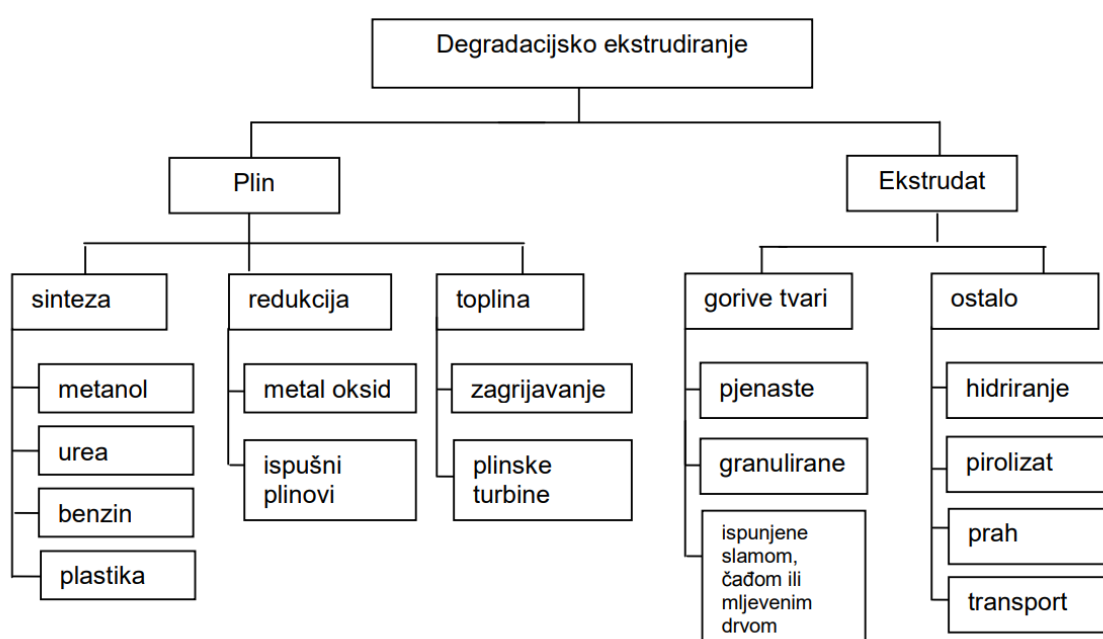 Degradacijsko ekstrudiranje
Plin
Ekstrudat
sinteza
redukcija
toplina
gorive tvari
ostalo
metanol
metal oksid
zagrijavanje
pjenaste
hidriranje
urea
ispušni
plinovi
plinske
turbine
granulirane
pirolizat
benzin
ispunjene
slamom,
čađom ili
mljevenim
drvom
prah
plastika
transport